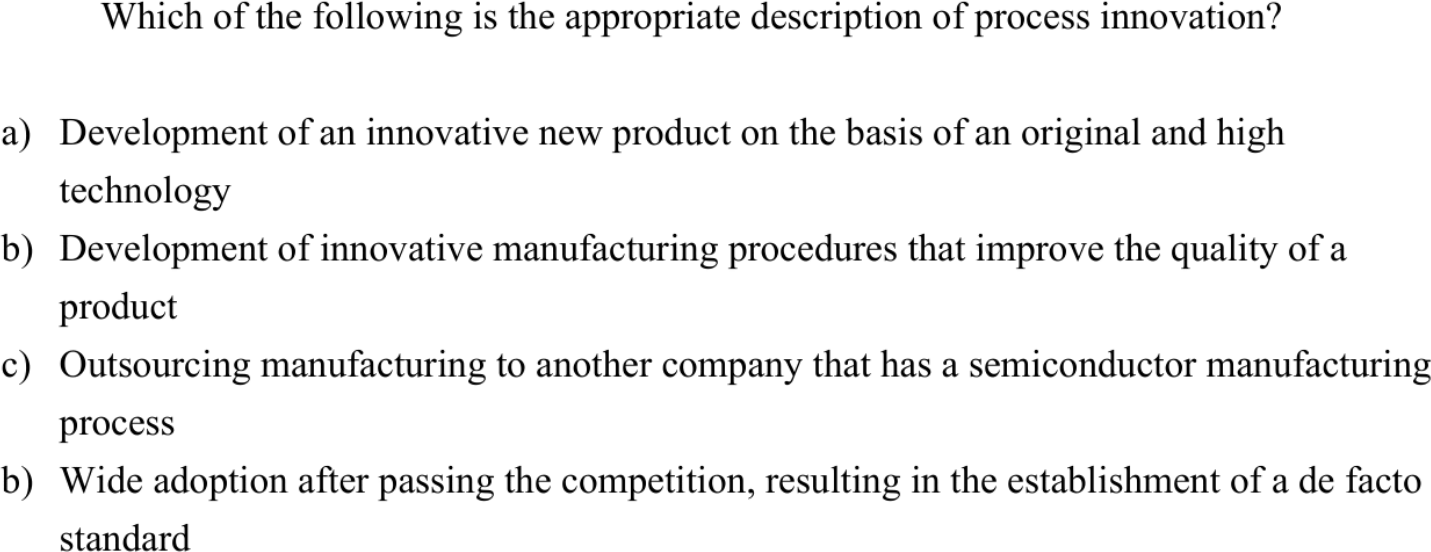 Which of the following is the appropriate description of process innovation?
a) Development of an innovative new product on the basis of an original and high
technology
b) Development of innovative manufacturing procedures that improve the quality of a
product
c) Outsourcing manufacturing to another company that has a semiconductor manufacturing
process
b) Wide adoption after passing the competition, resulting in the establishment of a de facto
standard